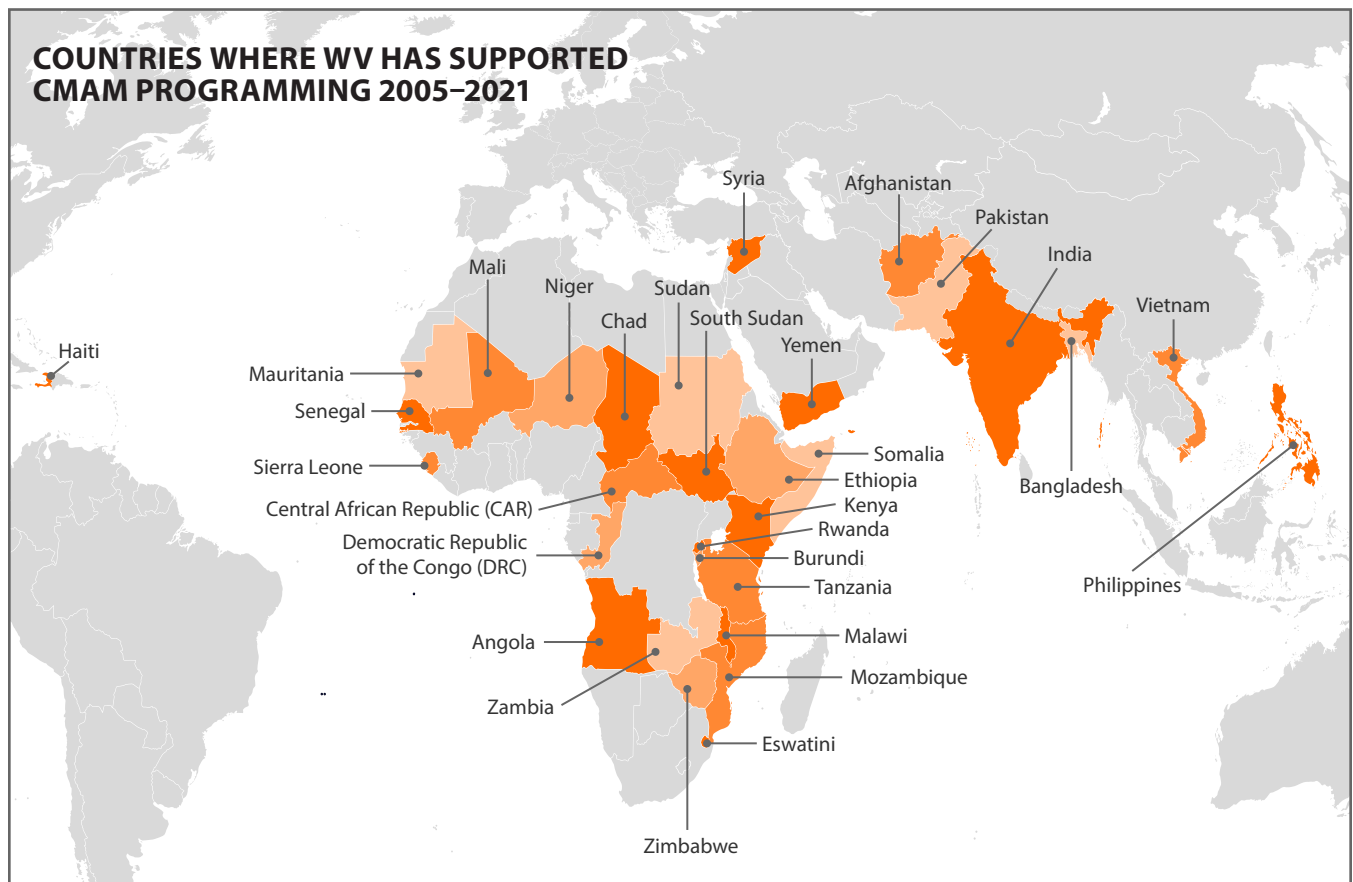 COUNTRIES WHERE WV HAS SUPPORTED
CMAM PROGRAMMING 2005–2021
Syria
Afghanistan
Pakistan
India
Mali
Niger
Sudan
Vietnam
Chad
South Sudan
Yemen
Haiti
Mauritania
Senegal
Somalia
Sierra Leone
Ethiopia
Bangladesh
Central African Republic (CAR)
Kenya
Rwanda
Democratic Republic
of the Congo (DRC)
Burundi
Tanzania
Philippines
Angola
Malawi
Mozambique
Zambia
Eswatini
Zimbabwe